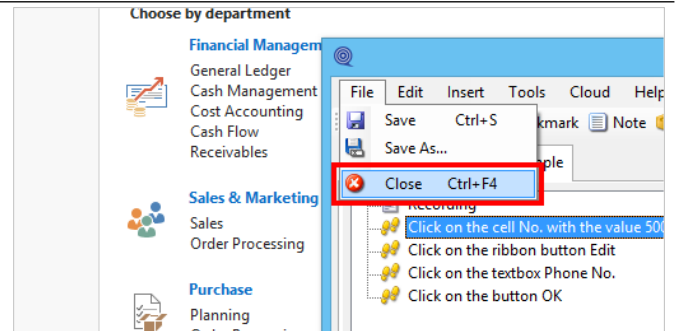 Choose by department
Financial Managem
General Ledger
Cash Management
Cost Accounting
Cash Flow
Receivables
Sales & Marketing
Sales
Order Processing
Purchase
Planning
File Edit Insert Tools Cloud Help
Save Ctrl+S
kmark Note
Save As...
ple
Close Ctrl+F4
Recording
Click on the cell No. with the value 500
Click on the ribbon button Edit
Click on the textbox Phone No.
Click on the button OK